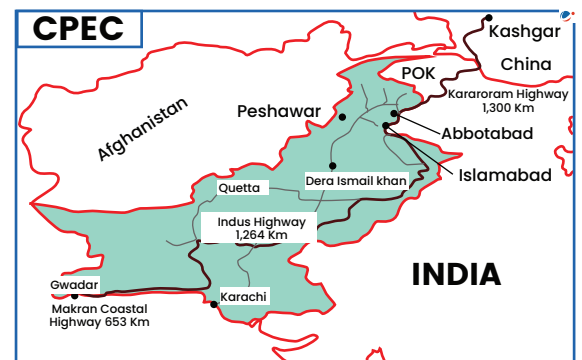 CPEC
Kashgar
China
POK
Kararoram Highway
1,300 Km
Peshawar
Abbotabad
Afghanistan
Islamabad
Dera Ismail khan
Quetta
Indus Highway
1,264 Km
INDIA
Gwadar
Karachi
Makran Coastal
Highway 653 Km